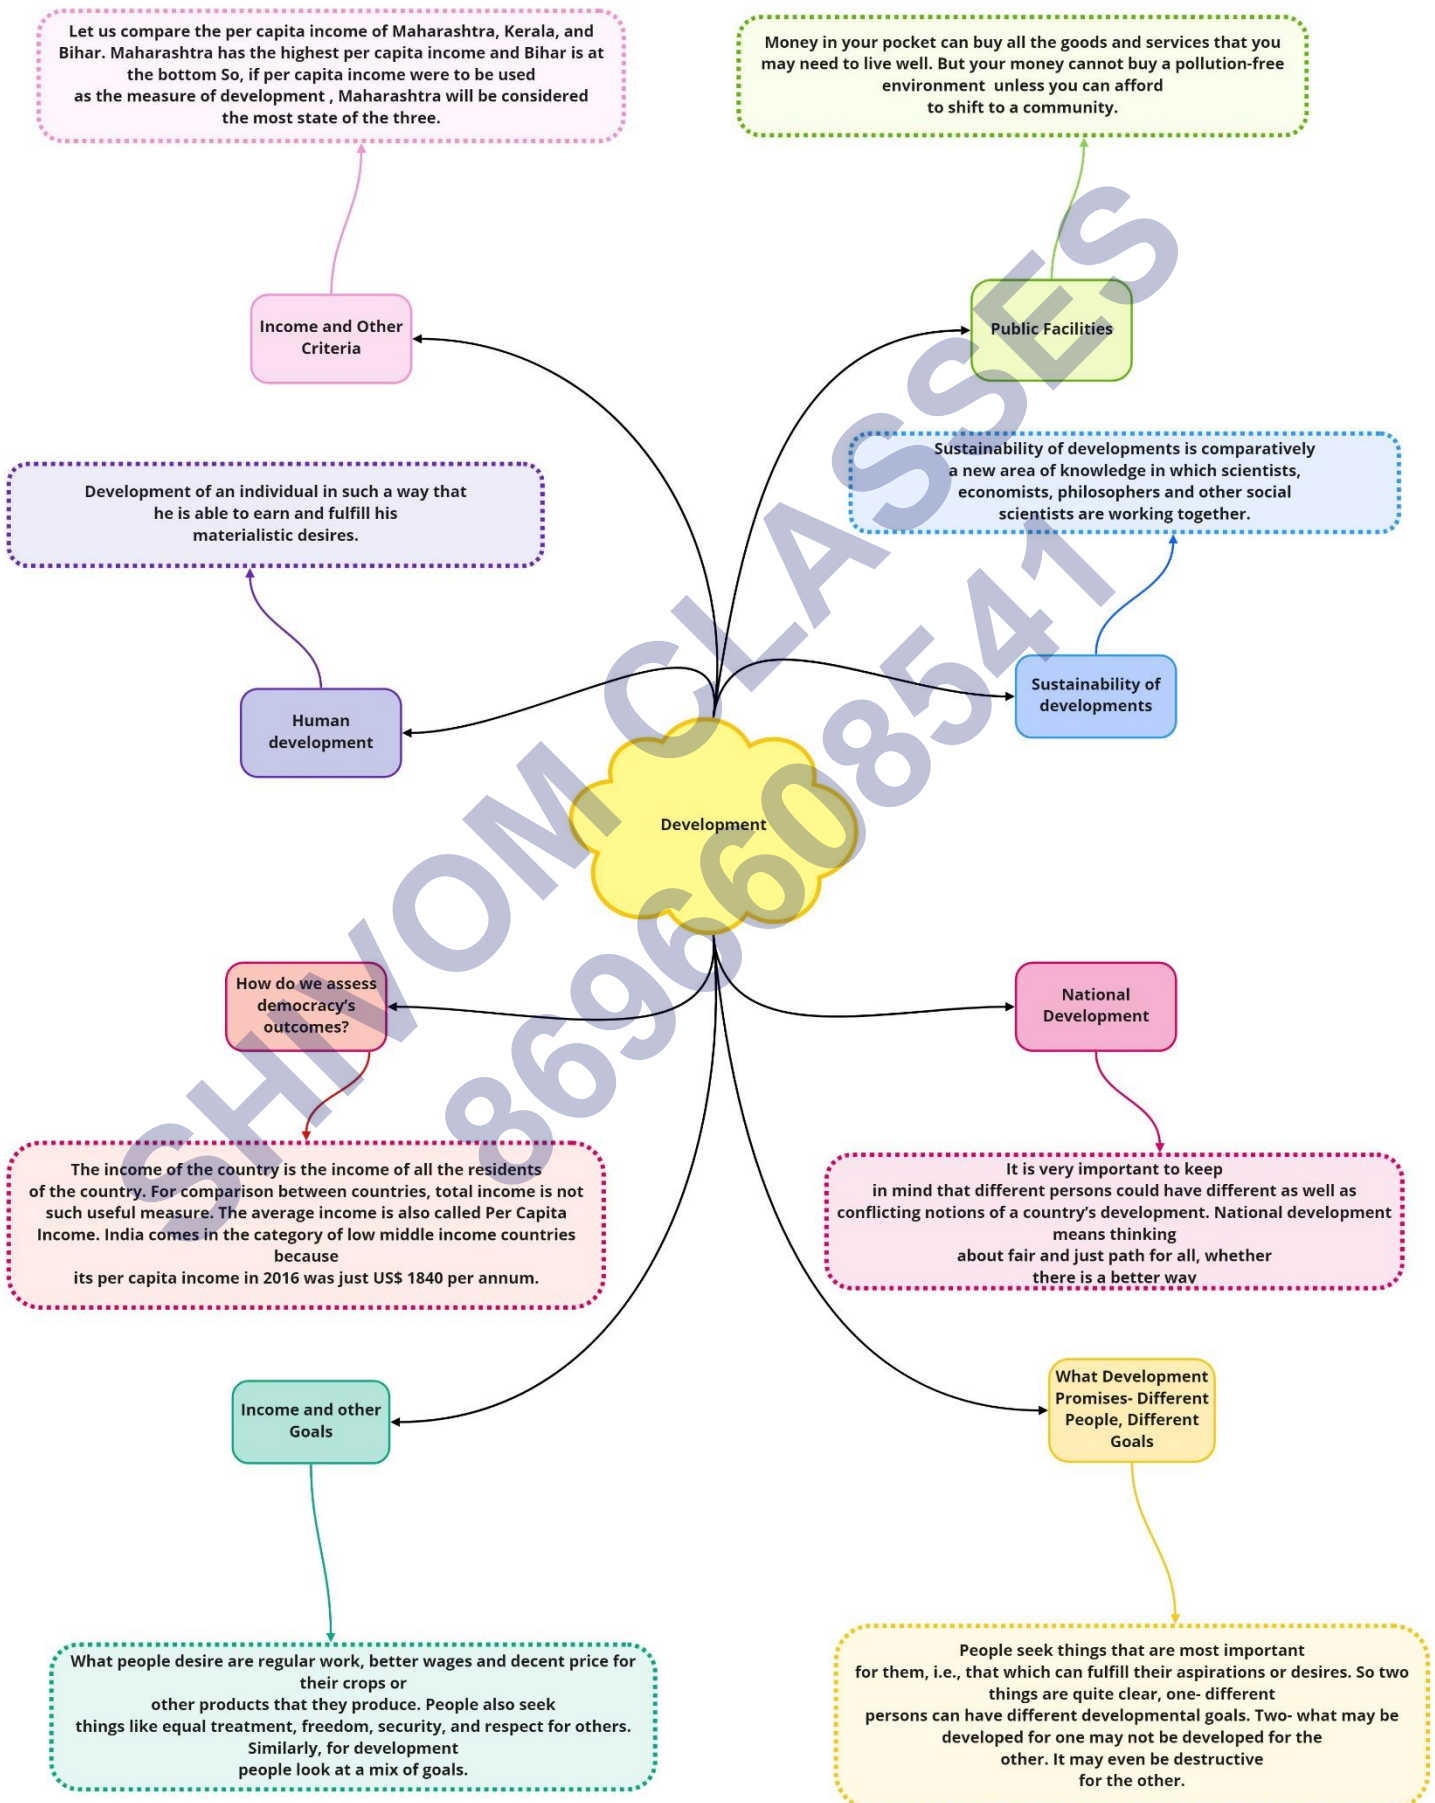 Let us compare the per capita income of Maharashtra, Kerala, and
Bihar. Maharashtra has the highest per capita income and Bihar is at
the bottom So, if per capita income were to be used
as the measure of development , Maharashtra will be considered
the most state of the three.
Money in your pocket can buy all the goods and services that you
may need to live well. But your money cannot buy a pollution-free
environment unless you can afford
to shift to a community.
Income and Other
Criteria
Public Facilities
Development of an individual in such a way that
he is able to earn and fulfill his
materialistic desires.
Sustainability of developments is comparatively
a new area of knowledge in which scientists,
economists, philosophers and other social
scientists are working together.
Human
development
Sustainability of
developments
Development
How do we assess
democracy's
outcomes?
National
Development
The income of the country is the income of all the residents
of the country. For comparison between countries, total income is not
such useful measure. The average income is also called Per Capita
Income. India comes in the category of low middle income countries
because
its per capita income in 2016 was just US$ 1840 per annum.
It is very important to keep
in mind that different persons could have different as well as
conflicting notions of a country's development. National development
means thinking
about fair and just path for all, whether
there is a better way
Income and other
Goals
What Development
Promises- Different
People, Different
Goals
What people desire are regular work, better wages and decent price for
their crops or
other products that they produce. People also seek
things like equal treatment, freedom, security, and respect for others.
Similarly, for development
people look at a mix of goals.
People seek things that are most important
for them, i.e., that which can fulfill their aspirations or desires. So two
things are quite clear, one- different
persons can have different developmental goals. Two- what may be
developed for one may not be developed for the
other. It may even be destructive
for the other.
SHIVOM CLASSES
8696608541